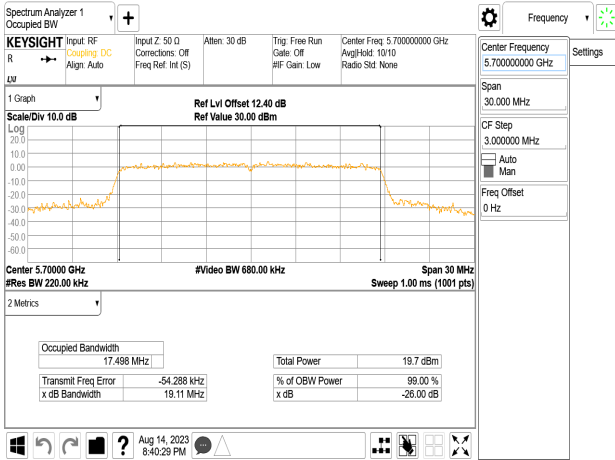 Spectrum Analyzer 1
Occupied BW
Frequency
KEYSIGHT
R
LXI
Input: RF
Coupling: DC
Align: Auto
Input Z: 50 Ω
Corrections: Off
Freq Ref: Int (S)
Atten: 30 dB
Trig: Free Run
Gate: Off
#IF Gain: Low
Center Freq: 5.700000000 GHz
Avg|Hold: 10/10
Radio Std: None
Center Frequency
5.700000000 GHz
Settings
Span
30.000 MHz
CF Step
3.000000 MHz
Auto
Man
Freq Offset
0 Hz
1 Graph
Scale/Div 10.0 dB
Ref Lvl Offset 12.40 dB
Ref Value 30.00 dBm
Log
20.0
10.0
0.00
-10.0
-20.0
-30.0
-40.0
-50.0
-60.0
Center 5.70000 GHz
#Video BW 680.00 kHz
Span 30 MHz
#Res BW 220.00 kHz
Sweep 1.00 ms (1001 pts)
2 Metrics
Occupied Bandwidth
17.498 MHz
Total Power 19.7 dBm
Transmit Freq Error -54.288 kHz
% of OBW Power 99.00 %
x dB Bandwidth 19.11 MHz
x dB -26.00 dB
?
Aug 14, 2023
8:40:29 PM